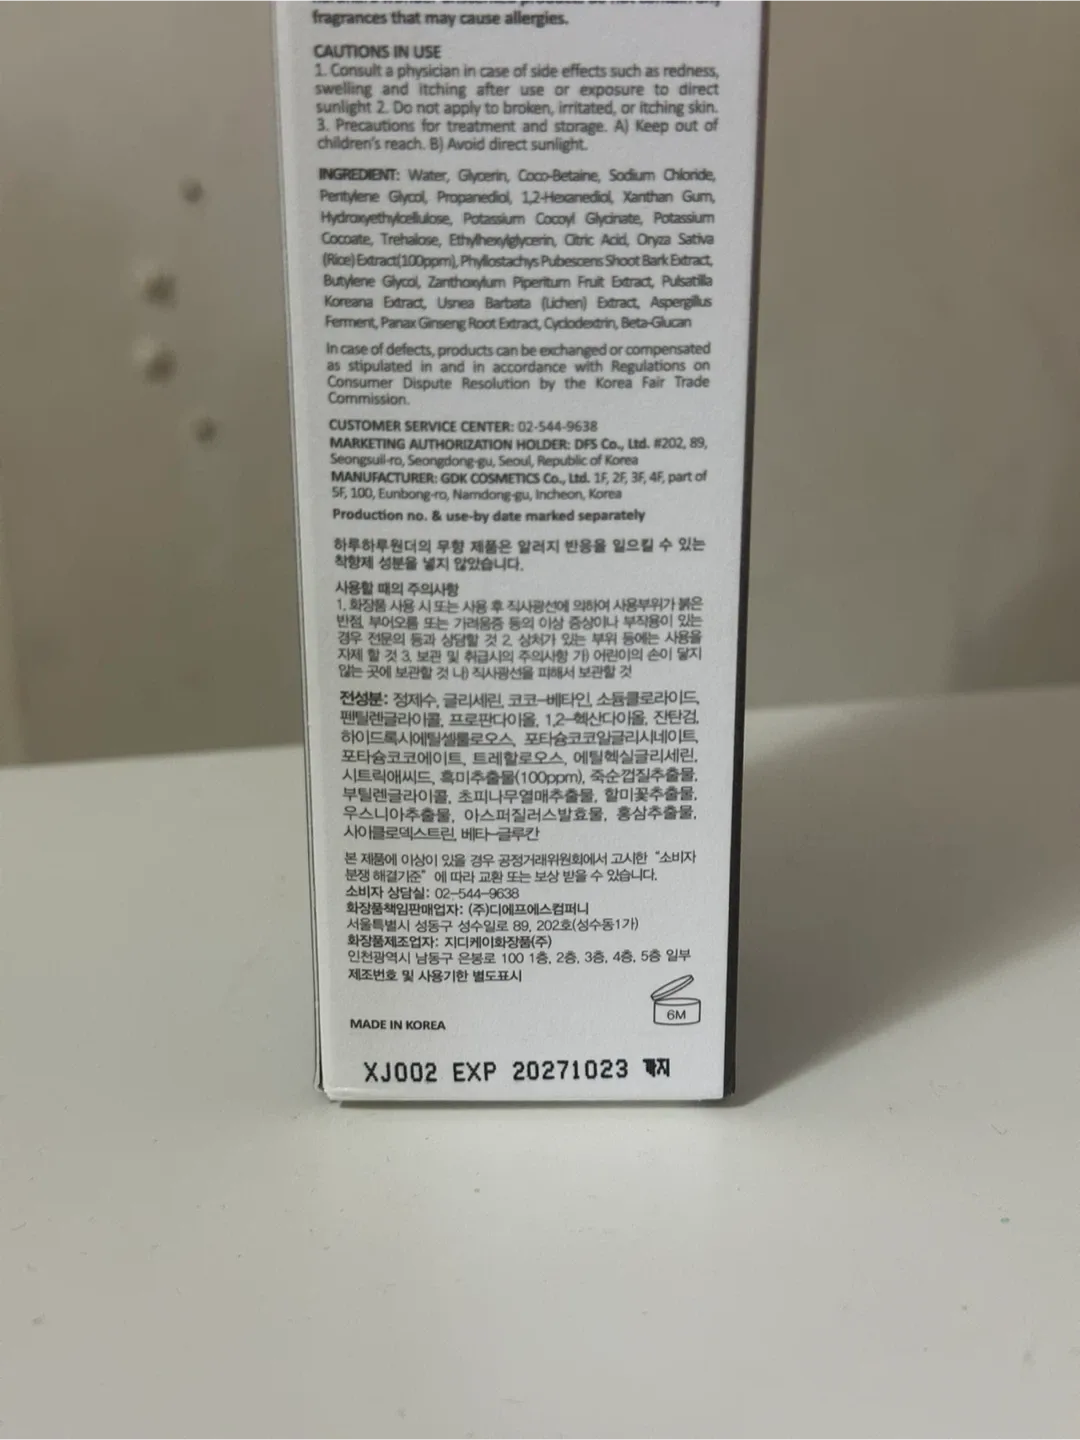 fragrances that may cause allergies.
CAUTIONS IN USE
1. Consult a physician in case of side effects such as redness,
swelling and itching after use or exposure to direct
sunlight 2. Do not apply to broken, irritated, or itching skin.
3. Precautions for treatment and storage. A) Keep out of
children's reach. B) Avoid direct sunlight.
INGREDIENT: Water, Glycerin, Coco-Betaine, Sodium Chloride,
Pentylene Glycol, Propanediol, 1,2-Hexanediol, Xanthan Gum,
Hydroxyethylcellulose, Potassium Cocoyl Glycinate, Potassium
Cocoate, Trehalose, Ethylhexylglycerin, Citric Acid, Oryza Sativa
(Rice) Extract(100ppm), Phyllostachys Pubescens Shoot Bark Extract,
Butylene Glycol, Zanthoxylum Piperitum Fruit Extract, Pulsatilla
Koreana Extract, Usnea Barbata (Lichen) Extract, Aspergillus
Ferment, Panax Ginseng Root Extract, Cyclodextrin, Beta-Glucan
In case of defects, products can be exchanged or compensated
as stipulated in and in accordance with Regulations on
Consumer Dispute Resolution by the Korea Fair Trade
Commission.
CUSTOMER SERVICE CENTER: 02-544-9638
MARKETING AUTHORIZATION HOLDER: DFS Co., Ltd. #202, 89,
Seongsuil-ro, Seongdong-gu, Seoul, Republic of Korea
MANUFACTURER: GDK COSMETICS Co., Ltd. 1F, 2F, 3F, 4F, part of
5F, 100, Eunbong-ro, Namdong-gu, Incheon, Korea
Production no. & use-by date marked separately
하루하루원더의 무향 제품은 알러지 반응을 일으킬 수 있는
착향제 성분을 넣지 않았습니다.
사용할 때의 주의사항
1. 화장품 사용 시 또는 사용 후 직사광선에 의하여 사용부위가 붉은
반점, 부어오름 또는 가려움증 등의 이상 증상이나 부작용이 있는
경우 전문의 등과 상담할 것 2. 상처가 있는 부위 등에는 사용을
자제 할 것 3. 보관 및 취급시의 주의사항 가) 어린이의 손이 닿지
않는 곳에 보관할 것 나) 직사광선을 피해서 보관할 것
전성분: 정제수, 글리세린, 코코-베타인, 소듐클로라이드,
펜틸렌글라이콜, 프로판다이올, 1,2-헥산다이올, 잔탄검,
하이드록시에틸셀룰로오스, 포타슘코코일글리시네이트,
포타슘코코에이트, 트레할로오스, 에틸헥실글리세린,
시트릭애씨드, 흑미추출물(100ppm), 죽순껍질추출물,
부틸렌글라이콜, 초피나무열매추출물, 할미꽃추출물,
우스니아추출물, 아스퍼질러스발효물, 홍삼추출물,
사이클로덱스트린, 베타-글루칸
본 제품에 이상이 있을 경우 공정거래위원회에서 고시한 "소비자
분쟁 해결기준" 에 따라 교환 또는 보상 받을 수 있습니다.
소비자 상담실: 02-544-9638
화장품책임판매업자: (주)디에프에스컴퍼니
서울특별시 성동구 성수일로 89, 202호(성수동1가)
화장품제조업자: 지디케이화장품(주)
인천광역시 남동구 은봉로 100 1층, 2층, 3층, 4층, 5층 일부
제조번호 및 사용기한 별도표시
6M
MADE IN KOREA
XJ002 EXP 20271023 까지